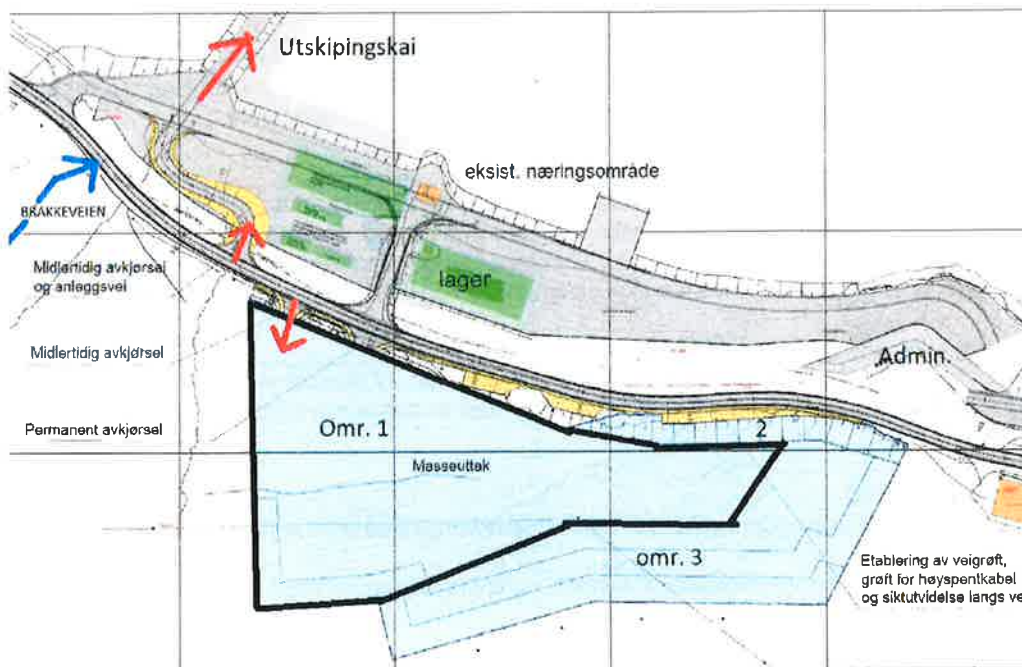 Utskipingskai
eksist. næringsområde
BRAKKEVEIEN
Midlertidig avkjørsel
og anleggsvei
lager
Midlertidig avkjørsel
Admin.
Permanent avkjørsel
Omr. 1
2
Masseuttak
omr. 3
Etablering av veigrøft,
grøft for høyspentkabel
og siktutvidelse langs ve